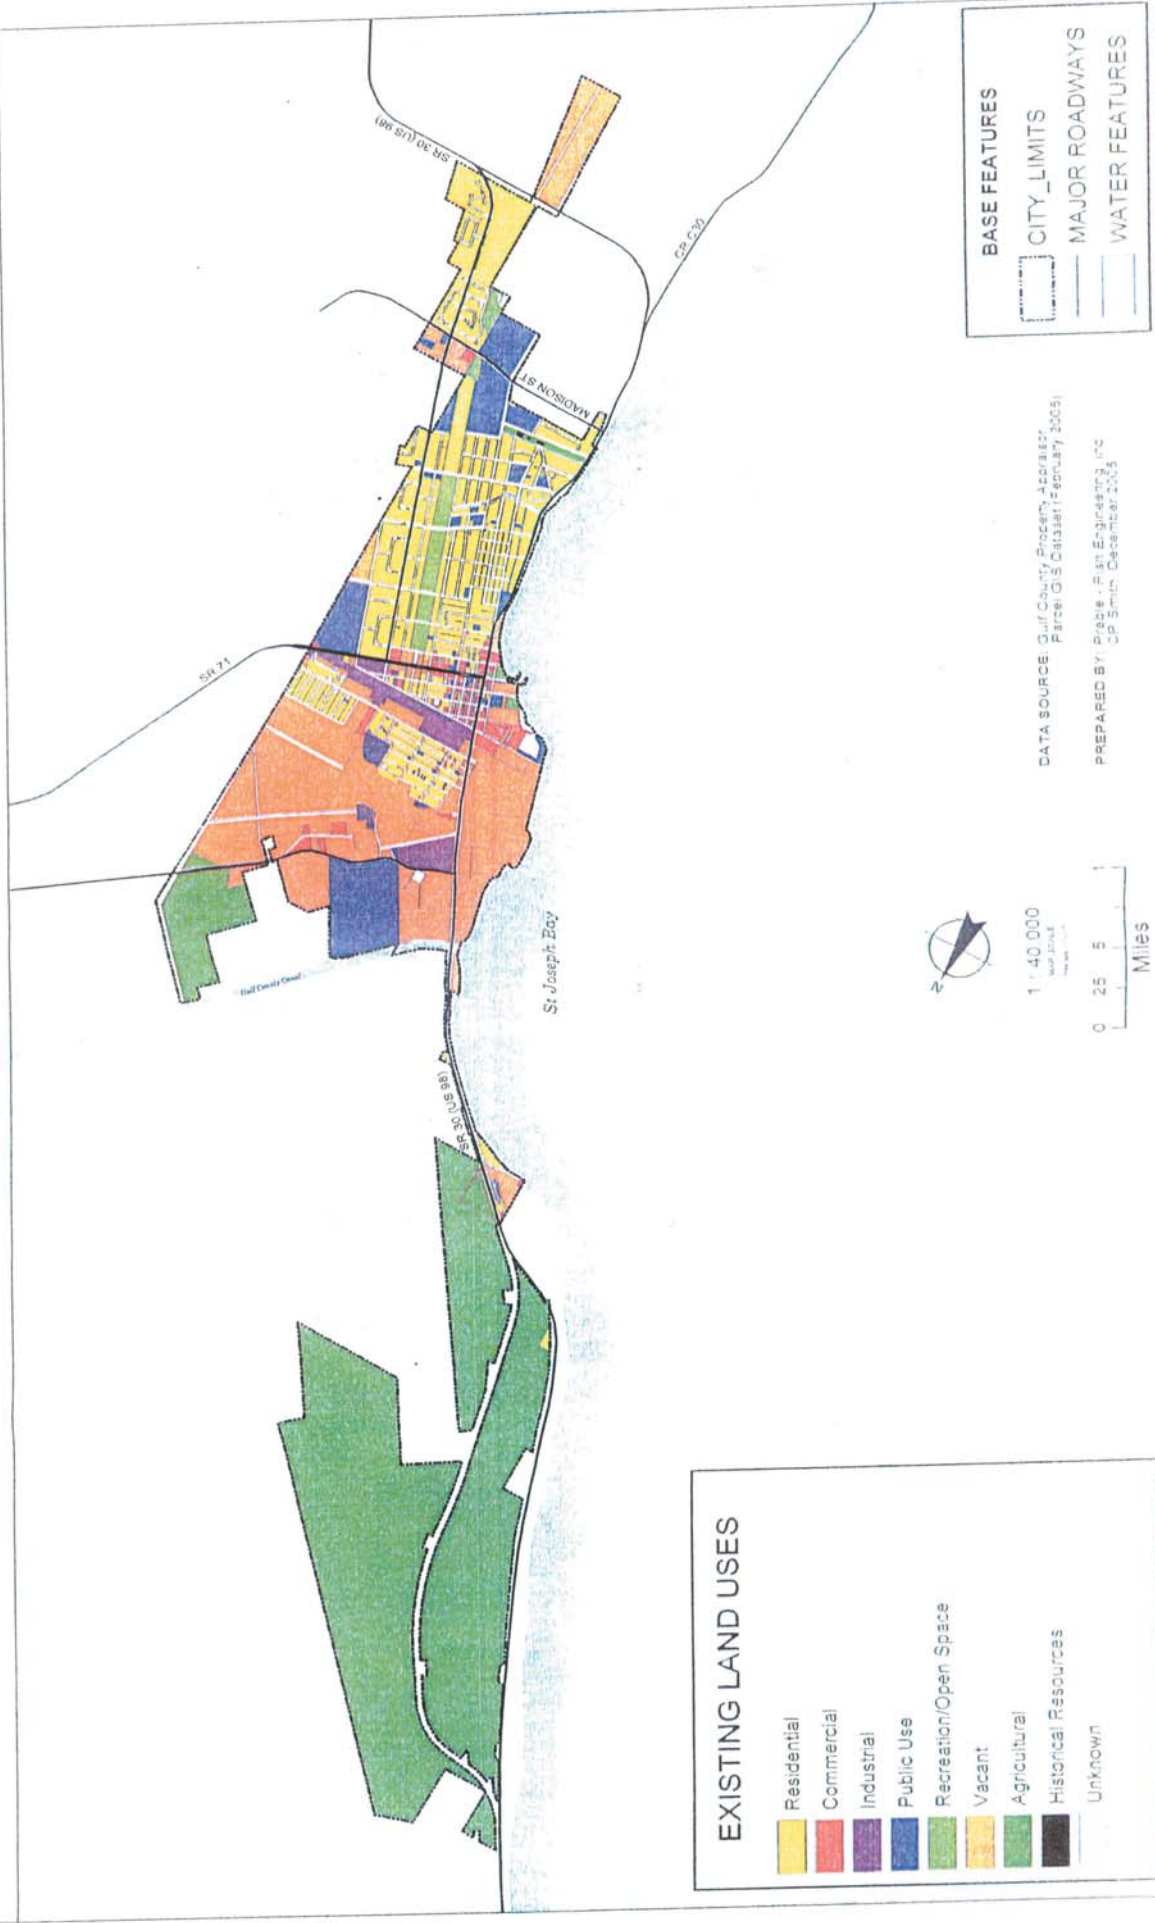 SR 30 (US 98)
SR 71
CR C30
MADISON ST
Gulf County Canal
SR 30 (US 98)
St Joseph Bay
EXISTING LAND USES
Residential
Commercial
Industrial
Public Use
Recreation/Open Space
Vacant
Agricultural
Historical Resources
Unknown
N
1:40,000
MAP SCALE
0 .25 .5 1
Miles
DATA SOURCE: Gulf County Property Appraiser
Parcel GIS Dataset (February 2005)
PREPARED BY: Preble-Rish Engineering, Inc
CP Smith December 2005
BASE FEATURES
CITY_LIMITS
MAJOR ROADWAYS
WATER FEATURES